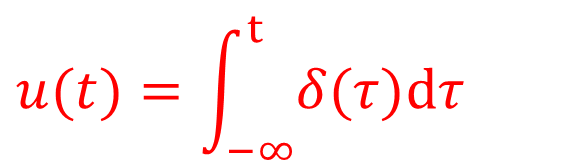 u(t) = ∫_{−∞}^{t} δ(τ)dτ